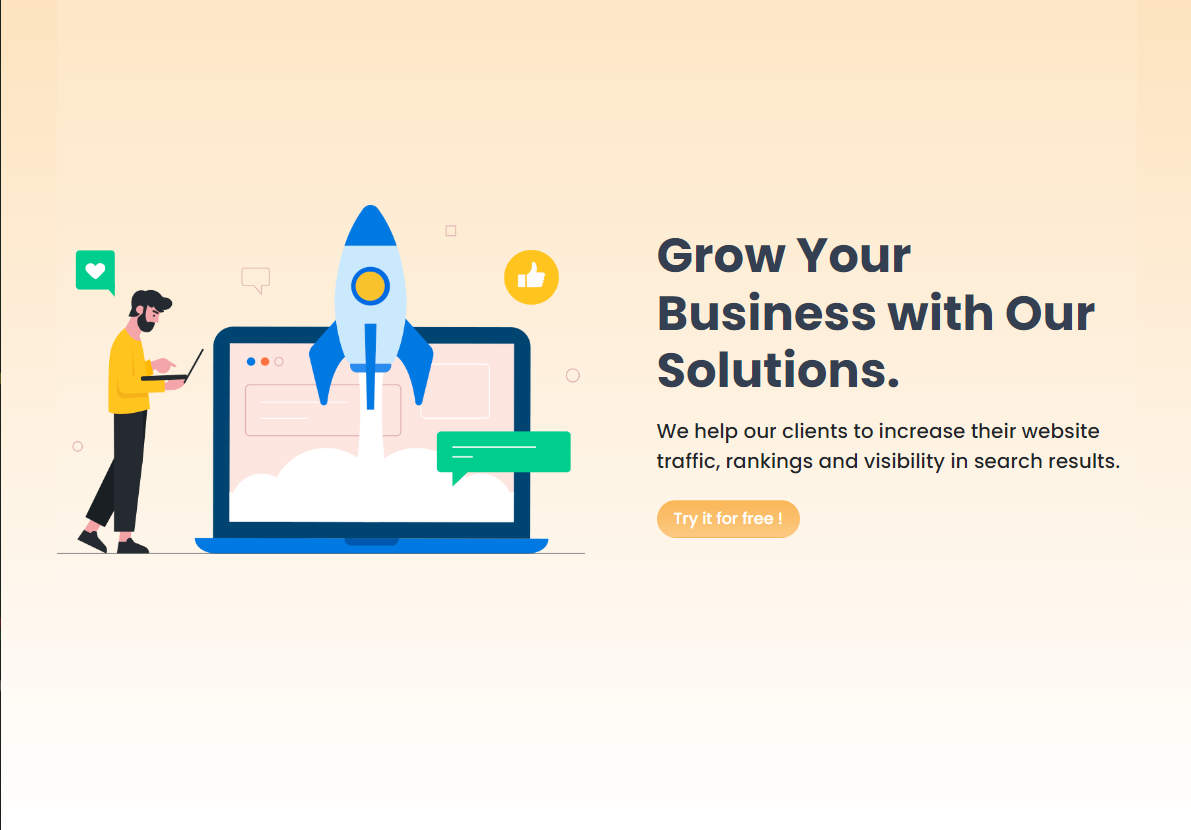 Grow Your
Business with Our
Solutions.
We help our clients to increase their website
traffic, rankings and visibility in search results.
Try it for free !